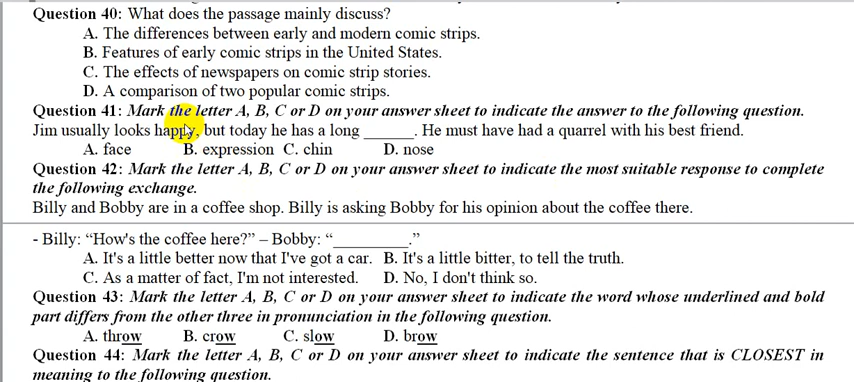 Question 40: What does the passage mainly discuss?
A. The differences between early and modern comic strips.
B. Features of early comic strips in the United States.
C. The effects of newspapers on comic strip stories.
D. A comparison of two popular comic strips.
Question 41: Mark the letter A, B, C or D on your answer sheet to indicate the answer to the following question.
Jim usually looks happy, but today he has a long ______. He must have had a quarrel with his best friend.
A. face B. expression C. chin D. nose
Question 42: Mark the letter A, B, C or D on your answer sheet to indicate the most suitable response to complete
the following exchange.
Billy and Bobby are in a coffee shop. Billy is asking Bobby for his opinion about the coffee there.
- Billy: “How's the coffee here?” – Bobby: “_________.”
A. It's a little better now that I've got a car. B. It's a little bitter, to tell the truth.
C. As a matter of fact, I'm not interested. D. No, I don't think so.
Question 43: Mark the letter A, B, C or D on your answer sheet to indicate the word whose underlined and bold
part differs from the other three in pronunciation in the following question.
A. throw B. crow C. slow D. brow
Question 44: Mark the letter A, B, C or D on your answer sheet to indicate the sentence that is CLOSEST in
meaning to the following question.